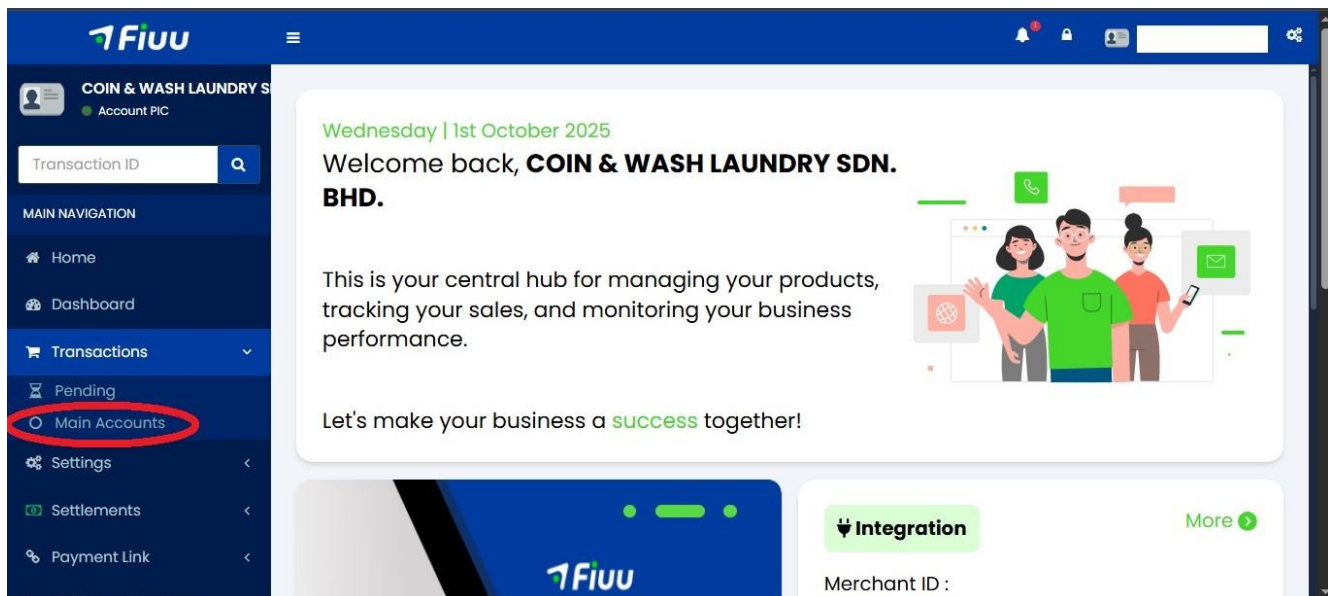 Fiuu
COIN & WASH LAUNDRY S
Account PIC
Transaction ID
MAIN NAVIGATION
Home
Dashboard
Transactions
Pending
Main Accounts
Settings
Settlements
Payment Link
Wednesday | 1st October 2025
Welcome back, COIN & WASH LAUNDRY SDN.
BHD.
This is your central hub for managing your products,
tracking your sales, and monitoring your business
performance.
Let's make your business a success together!
Fiuu
Integration
More
Merchant ID :